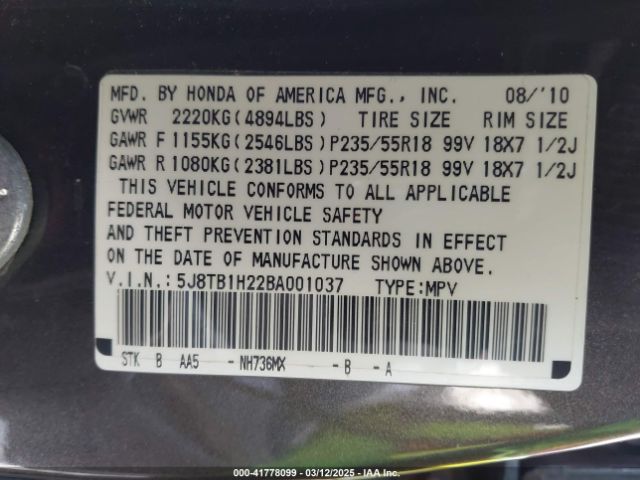 MFD. BY HONDA OF AMERICA MFG., INC. 08/'10
GVWR 2220KG(4894LBS) TIRE SIZE RIM SIZE
GAWR F 1155KG(2546LBS) P235/55R18 99V 18X7 1/2J
GAWR R 1080KG(2381LBS) P235/55R18 99V 18X7 1/2J
THIS VEHICLE CONFORMS TO ALL APPLICABLE
FEDERAL MOTOR VEHICLE SAFETY
AND THEFT PREVENTION STANDARDS IN EFFECT
ON THE DATE OF MANUFACTURE SHOWN ABOVE.
V.I.N.: 5J8TB1H22BA001037 TYPE:MPV
STK B AA5 -NH736MX -B -A
000-41778099 - 03/12/2025 - IAA Inc.